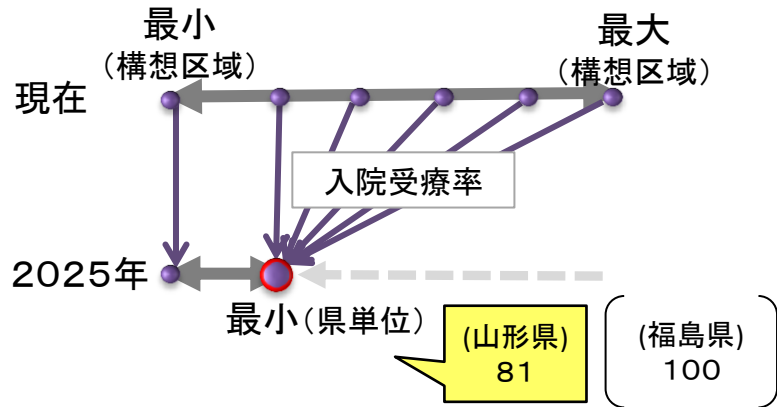 最小
（構想区域）
最大
（構想区域）
現在
入院受療率
２０２５年
最小（県単位）
(山形県)
８１
(福島県)
１００